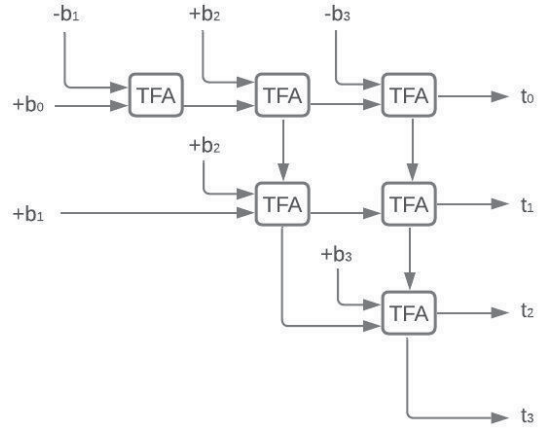 -b₁ +b₂ -b₃
TFA TFA TFA t₀
+b₀
+b₂
+b₁ TFA TFA t₁
+b₃
TFA t₂
t₃